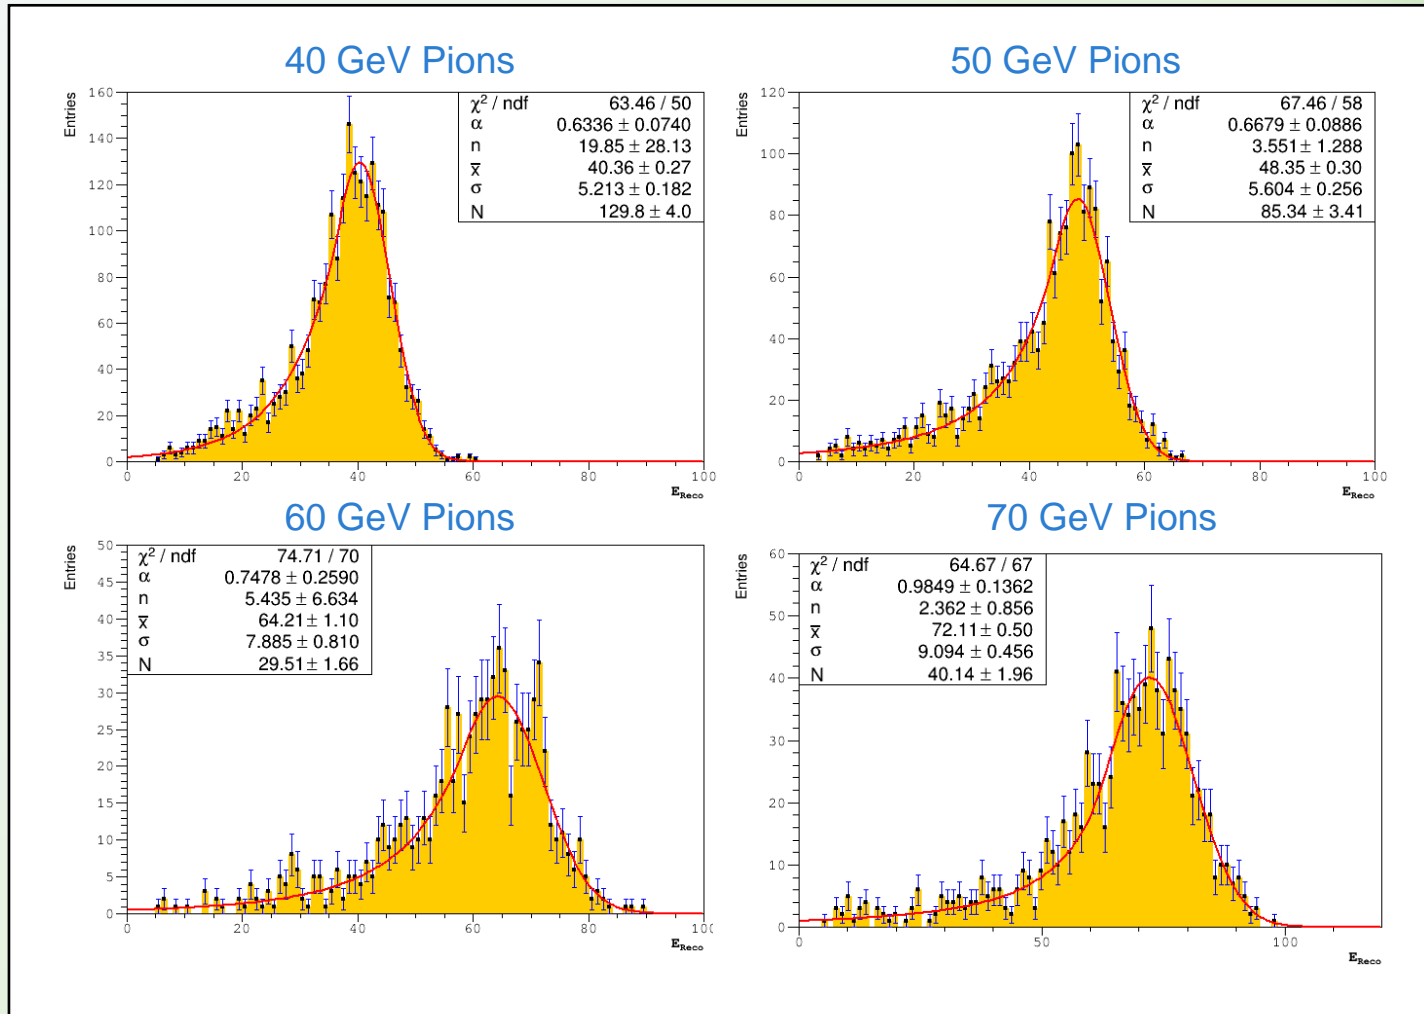 40 GeV Pions
Entries
160
140
120
100
80
60
40
20
0
0 20 40 60 80 100
E_Reco
χ² / ndf 63.46 / 50
α 0.6336 ± 0.0740
n 19.85 ± 28.13
x̅ 40.36 ± 0.27
σ 5.213 ± 0.182
N 129.8 ± 4.0
50 GeV Pions
Entries
120
100
80
60
40
20
0
0 20 40 60 80 100
E_Reco
χ² / ndf 67.46 / 58
α 0.6679 ± 0.0886
n 3.551 ± 1.288
x̅ 48.35 ± 0.30
σ 5.604 ± 0.256
N 85.34 ± 3.41
60 GeV Pions
Entries
50
45
40
35
30
25
20
15
10
5
0
0 20 40 60 80 100
E_Reco
χ² / ndf 74.71 / 70
α 0.7478 ± 0.2590
n 5.435 ± 6.634
x̅ 64.21 ± 1.10
σ 7.885 ± 0.810
N 29.51 ± 1.66
70 GeV Pions
Entries
60
50
40
30
20
10
0
0 50 100
E_Reco
χ² / ndf 64.67 / 67
α 0.9849 ± 0.1362
n 2.362 ± 0.856
x̅ 72.11 ± 0.50
σ 9.094 ± 0.456
N 40.14 ± 1.96